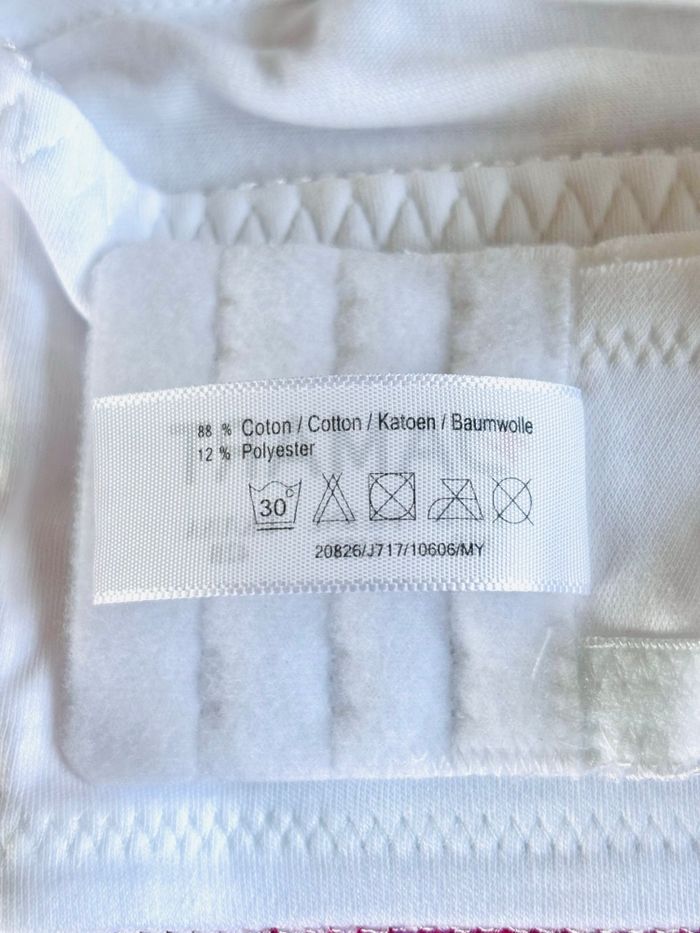 88 % Coton / Cotton / Katoen / Baumwolle
12 % Polyester
30°
20826/J717/10606/MY